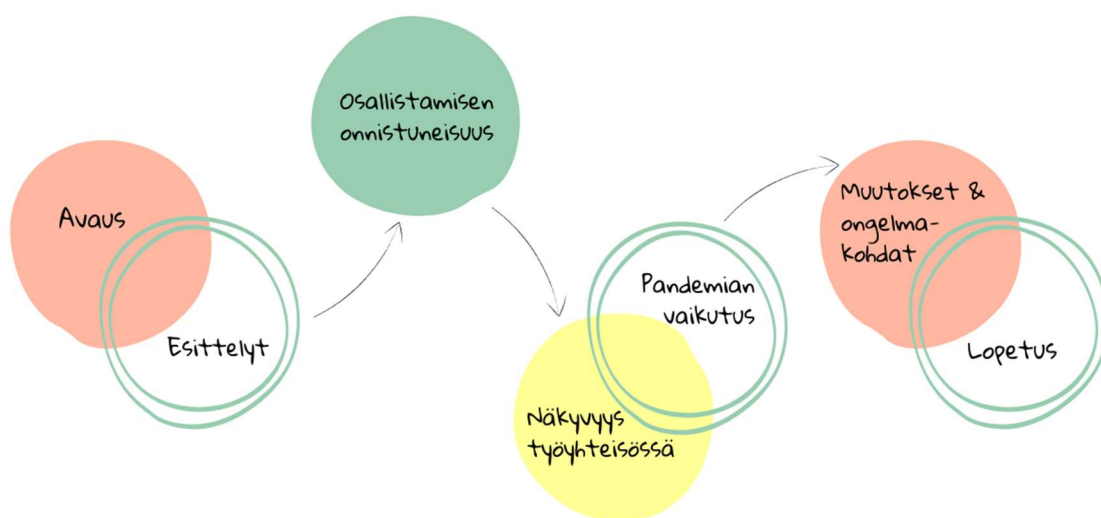 Avaus
Esittelyt
Osallistamisen
onnistuneisuus
Näkyvyys
työyhteisössä
Pandemian
vaikutus
Muutokset &
ongelma-
kohdat
Lopetus